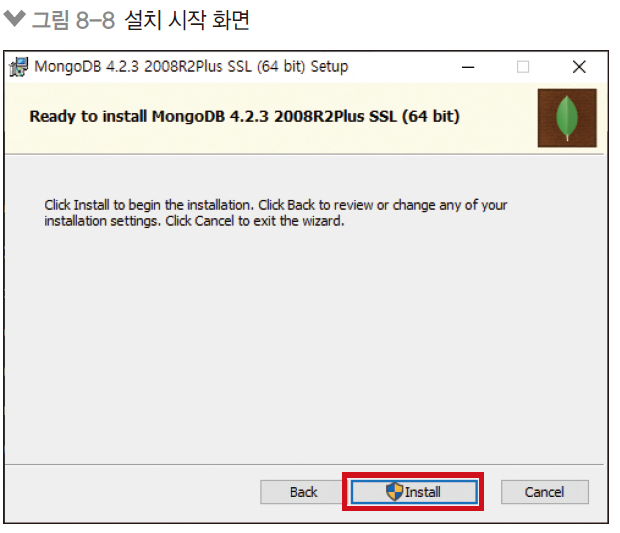 그림 8-8 설치 시작 화면
MongoDB 4.2.3 2008R2Plus SSL (64 bit) Setup
Ready to install MongoDB 4.2.3 2008R2Plus SSL (64 bit)
Click Install to begin the installation. Click Back to review or change any of your
installation settings. Click Cancel to exit the wizard.
Back Install Cancel